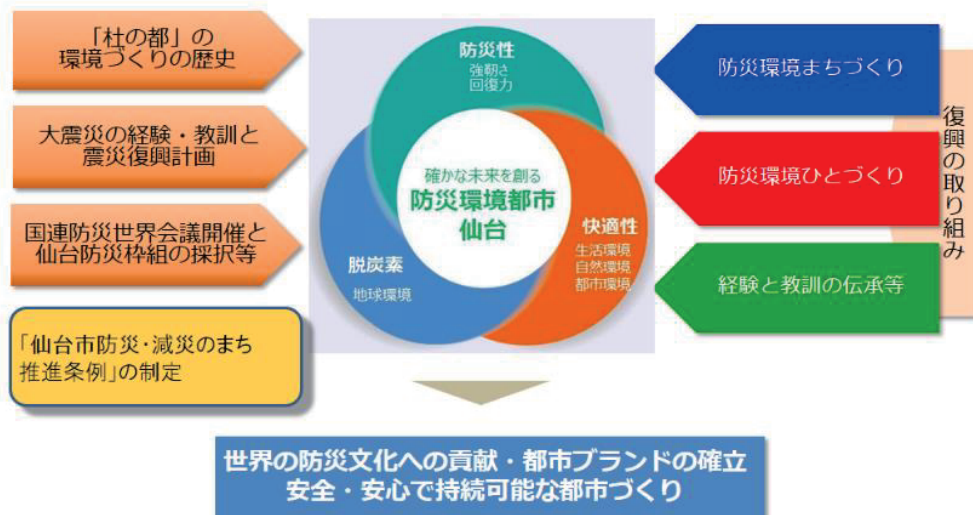 「杜の都」の
環境づくりの歴史
大震災の経験・教訓と
震災復興計画
国連防災世界会議開催と
仙台防災枠組の採択等
「仙台市防災・減災のまち
推進条例」の制定
防災性
強靭さ
回復力
確かな未来を創る
防災環境都市
仙台
脱炭素
地球環境
快適性
生活環境
自然環境
都市環境
防災環境まちづくり
防災環境ひとづくり
経験と教訓の伝承等
復興の取り組み
世界の防災文化への貢献・都市ブランドの確立
安全・安心で持続可能な都市づくり